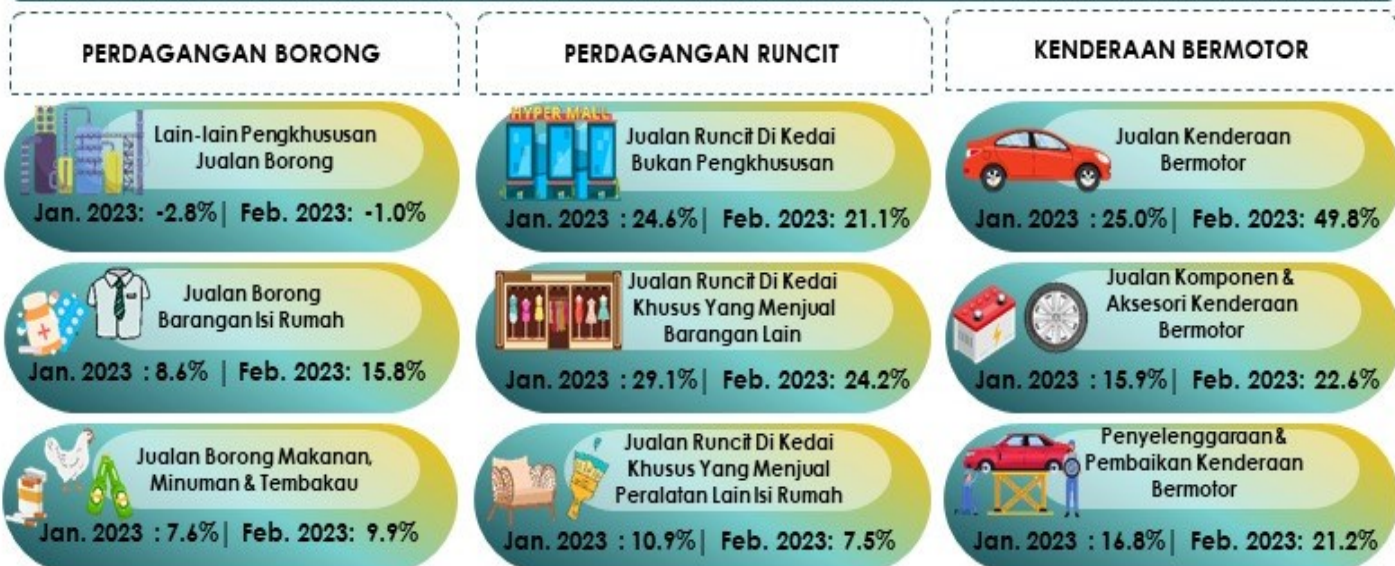 PERDAGANGAN BORONG
Lain-lain Pengkhususan
Jualan Borong
Jan. 2023: -2.8%| Feb. 2023: -1.0%
Jualan Borong
Barangan Isi Rumah
Jan. 2023 : 8.6% | Feb. 2023: 15.8%
Jualan Borong Makanan,
Minuman & Tembakau
Jan. 2023 : 7.6%| Feb. 2023: 9.9%
PERDAGANGAN RUNCIT
HYPER MALL
Jualan Runcit Di Kedai
Bukan Pengkhususan
Jan. 2023 : 24.6%| Feb. 2023: 21.1%
Jualan Runcit Di Kedai
Khusus Yang Menjual
Barangan Lain
Jan. 2023 : 29.1%| Feb. 2023: 24.2%
Jualan Runcit Di Kedai
Khusus Yang Menjual
Peralatan Lain Isi Rumah
Jan. 2023 : 10.9%| Feb. 2023: 7.5%
KENDERAAN BERMOTOR
Jualan Kenderaan
Bermotor
Jan. 2023 : 25.0%| Feb. 2023: 49.8%
Jualan Komponen &
Aksesori Kenderaan
Bermotor
Jan. 2023 : 15.9%| Feb. 2023: 22.6%
Penyelenggaraan &
Pembaikan Kenderaan
Bermotor
Jan. 2023 : 16.8%| Feb. 2023: 21.2%